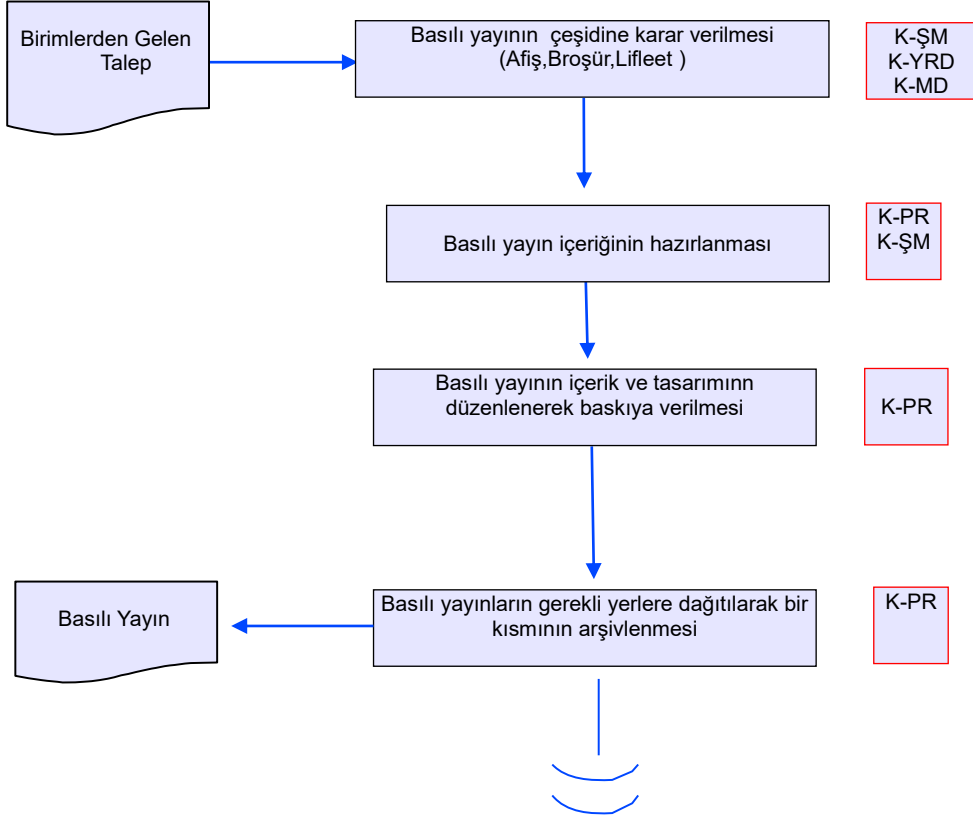 Birimlerden Gelen
Talep
Basılı yayının çeşidine karar verilmesi
(Afiş,Broşür,Lifleet )
K-ŞM
K-YRD
K-MD
Basılı yayın içeriğinin hazırlanması
K-PR
K-ŞM
Basılı yayının içerik ve tasarımınn
düzenlenerek baskıya verilmesi
K-PR
Basılı Yayın
Basılı yayınların gerekli yerlere dağıtılarak bir
kısmının arşivlenmesi
K-PR